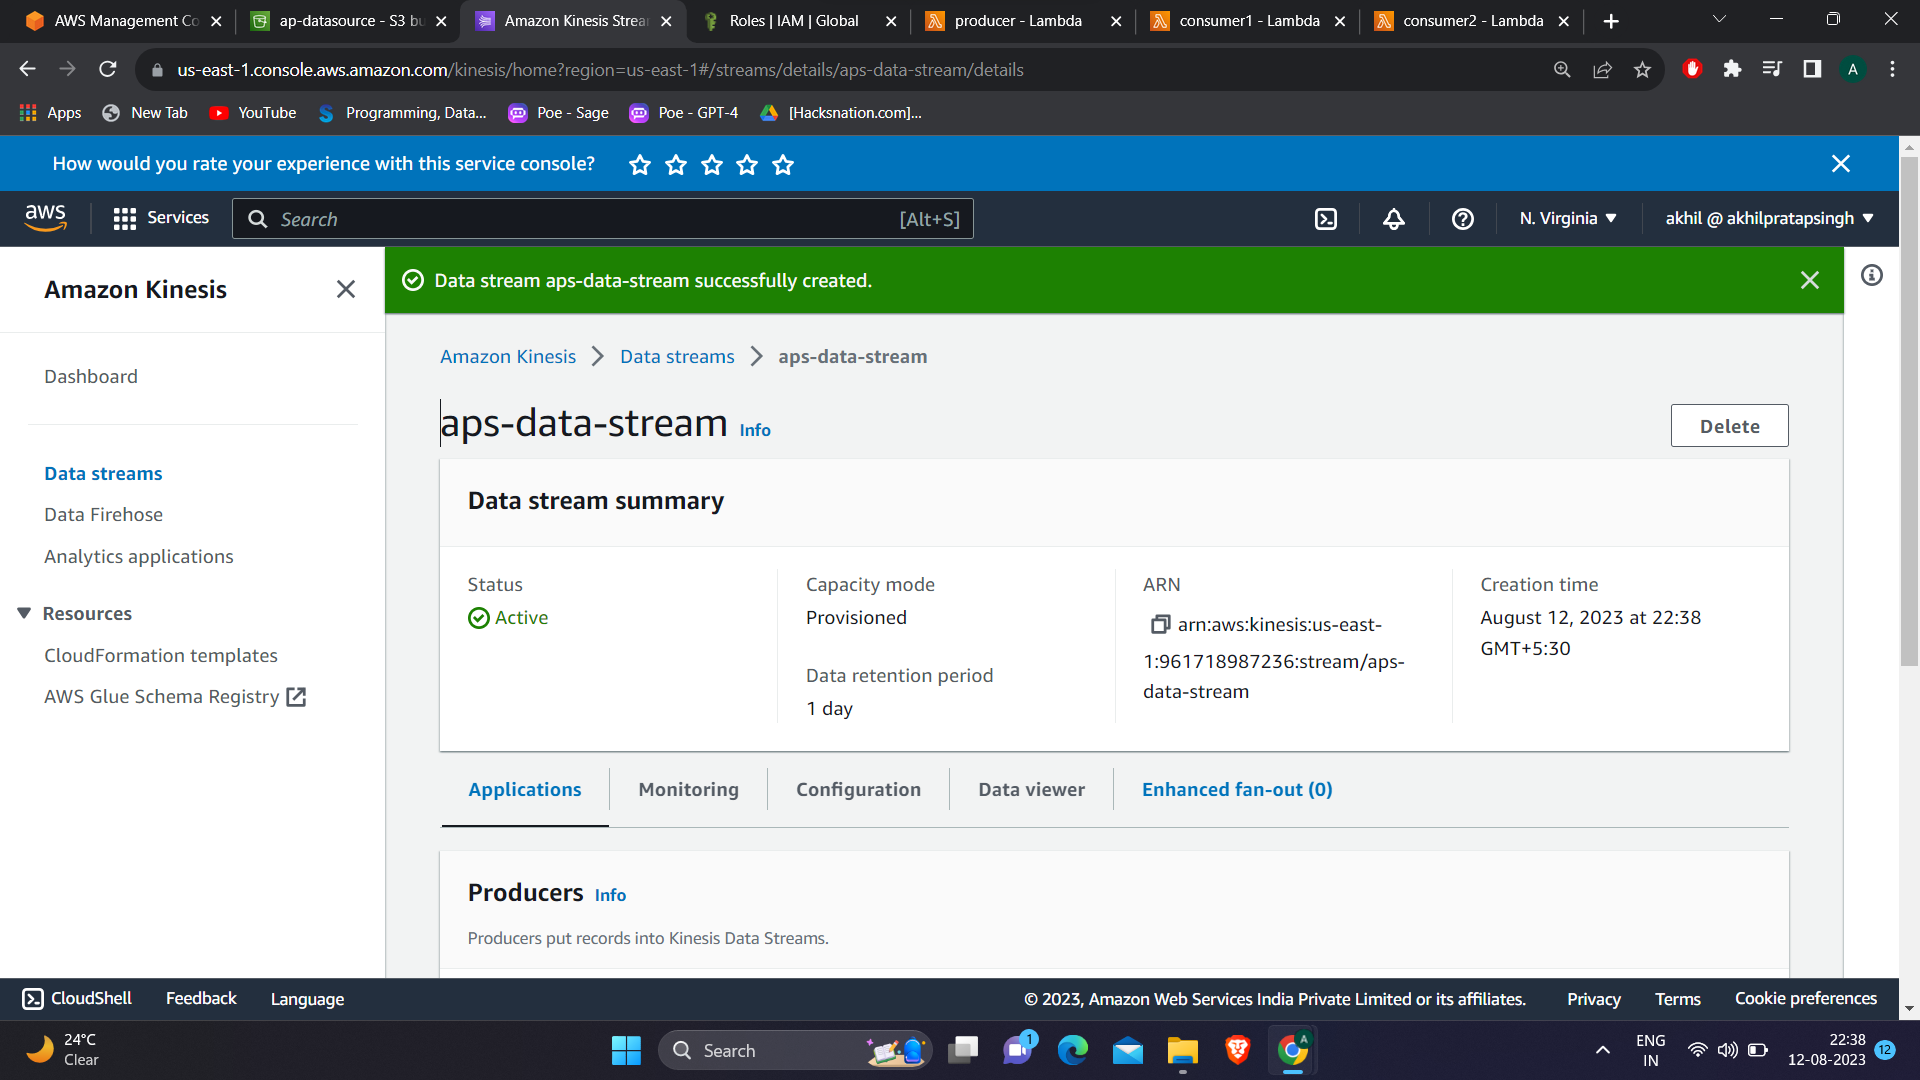 AWS Management Co
ap-datasource - S3 bu
Amazon Kinesis Strea
Roles | IAM | Global
producer - Lambda
consumer1 - Lambda
consumer2 - Lambda
us-east-1.console.aws.amazon.com/kinesis/home?region=us-east-1#/streams/details/aps-data-stream/details
A
Apps
New Tab
YouTube
Programming, Data...
Poe - Sage
Poe - GPT-4
[Hacksnation.com]...
How would you rate your experience with this service console?
aws
Services
Search
[Alt+S]
N. Virginia
akhil @ akhilpratapsingh
Amazon Kinesis
Dashboard
Data streams
Data Firehose
Analytics applications
Resources
CloudFormation templates
AWS Glue Schema Registry
Data stream aps-data-stream successfully created.
Amazon Kinesis
Data streams
aps-data-stream
aps-data-stream Info
Delete
Data stream summary
Status
Active
Capacity mode
Provisioned
Data retention period
1 day
ARN
arn:aws:kinesis:us-east-
1:961718987236:stream/aps-
data-stream
Creation time
August 12, 2023 at 22:38
GMT+5:30
Applications
Monitoring
Configuration
Data viewer
Enhanced fan-out (0)
Producers Info
Producers put records into Kinesis Data Streams.
CloudShell
Feedback
Language
© 2023, Amazon Web Services India Private Limited or its affiliates.
Privacy
Terms
Cookie preferences
24°C
Clear
Search
1
A
ENG
IN
22:38
12-08-2023
12